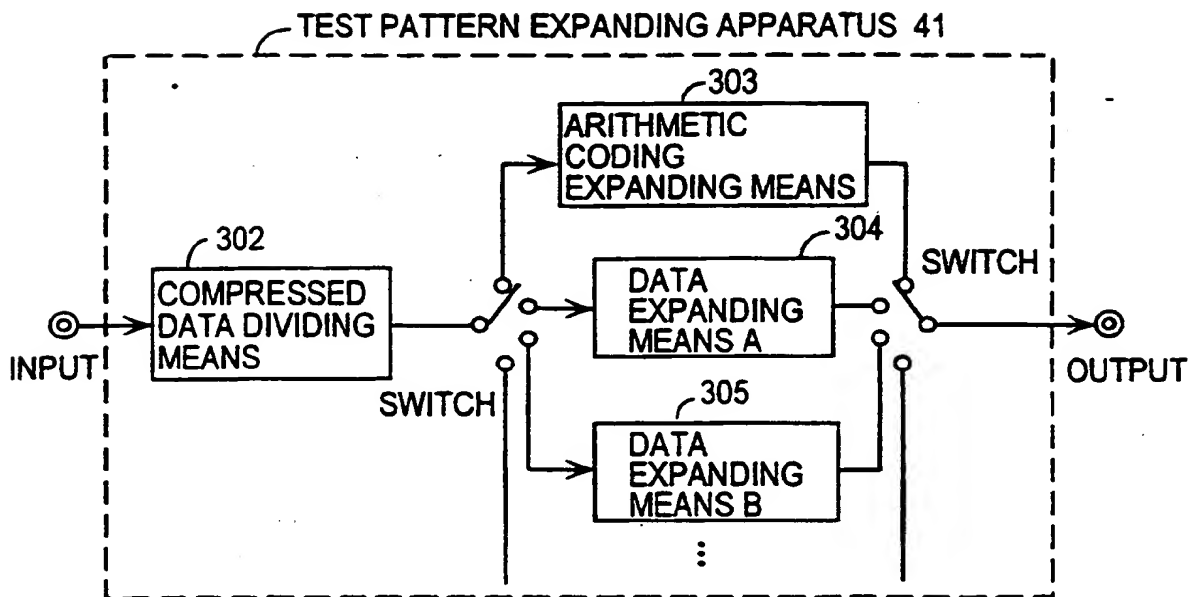 TEST PATTERN EXPANDING APPARATUS 41
303
ARITHMETIC
CODING
EXPANDING MEANS
302
COMPRESSED
DATA DIVIDING
MEANS
304
DATA
EXPANDING
MEANS A
SWITCH
INPUT
OUTPUT
SWITCH
305
DATA
EXPANDING
MEANS B
⋮